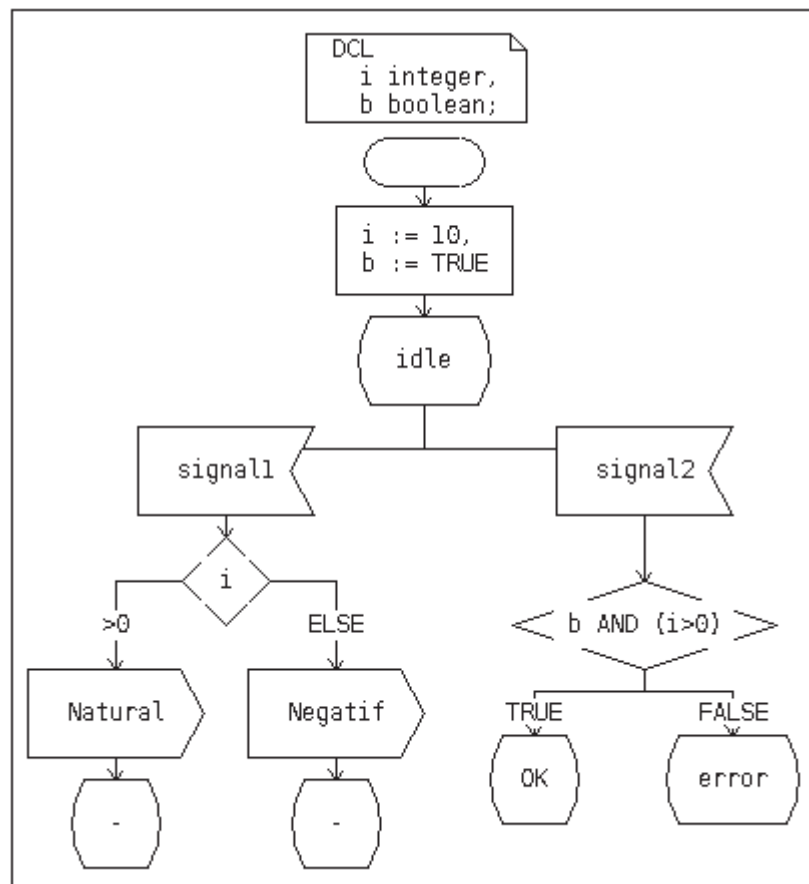 DCL
i integer,
b boolean;
i := 10,
b := TRUE
idle
signal1
signal2
i
>0
ELSE
b AND (i>0)
Natural
Negatif
TRUE
FALSE
-
-
OK
error